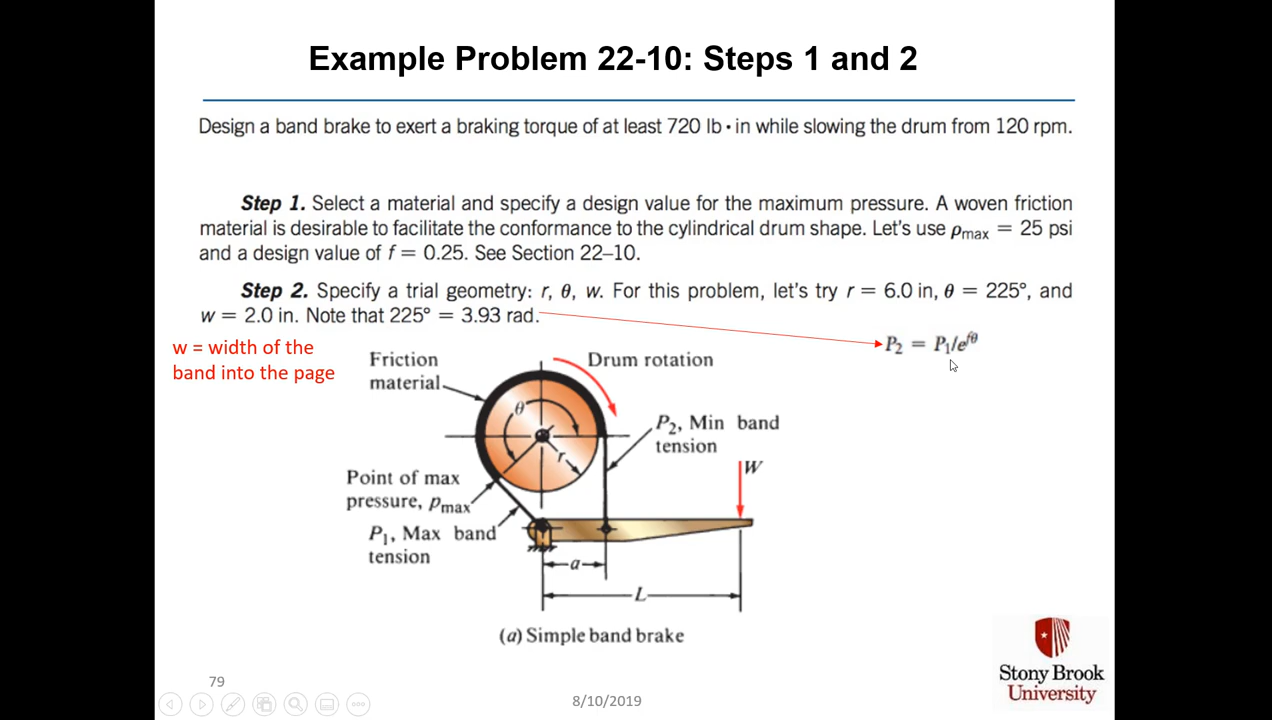 Example Problem 22-10: Steps 1 and 2
Design a band brake to exert a braking torque of at least 720 lb · in while slowing the drum from 120 rpm.
Step 1. Select a material and specify a design value for the maximum pressure. A woven friction
material is desirable to facilitate the conformance to the cylindrical drum shape. Let's use pmax = 25 psi
and a design value of f = 0.25. See Section 22–10.
Step 2. Specify a trial geometry: r, θ, w. For this problem, let's try r = 6.0 in, θ = 225°, and
w = 2.0 in. Note that 225° = 3.93 rad.
P₂ = P₁/e^fθ
w = width of the
band into the page
Friction
material
Drum rotation
θ
r
P₂, Min band
tension
W
Point of max
pressure, pmax
P₁, Max band
tension
a
L
(a) Simple band brake
Stony Brook
University
79
8/10/2019